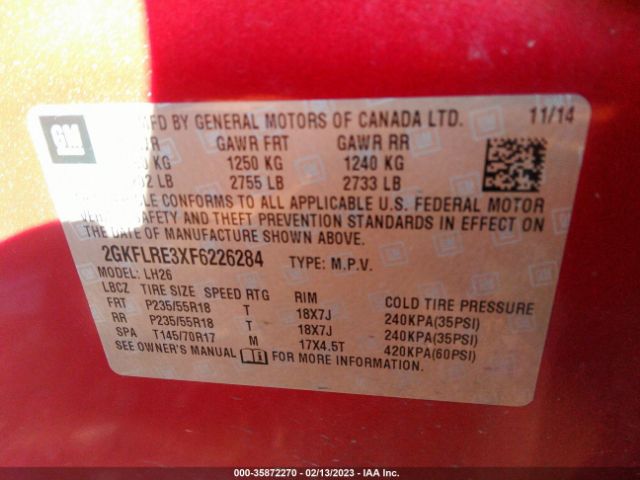 GM
MFD BY GENERAL MOTORS OF CANADA LTD. 11/14
GAWR FRT GAWR RR
KG 1250 KG 1240 KG
LB 2755 LB 2733 LB
VEHICLE CONFORMS TO ALL APPLICABLE U.S. FEDERAL MOTOR
VEHICLE SAFETY AND THEFT PREVENTION STANDARDS IN EFFECT ON
THE DATE OF MANUFACTURE SHOWN ABOVE.
2GKFLRE3XF6226284 TYPE: M.P.V.
MODEL: LH26
LBCZ TIRE SIZE SPEED RTG RIM COLD TIRE PRESSURE
FRT P235/55R18 T 18X7J 240KPA(35PSI)
RR P235/55R18 T 18X7J 240KPA(35PSI)
SPA T145/70R17 M 17X4.5T 420KPA(60PSI)
SEE OWNER'S MANUAL FOR MORE INFORMATION.
000-35872270 - 02/13/2023 - IAA Inc.